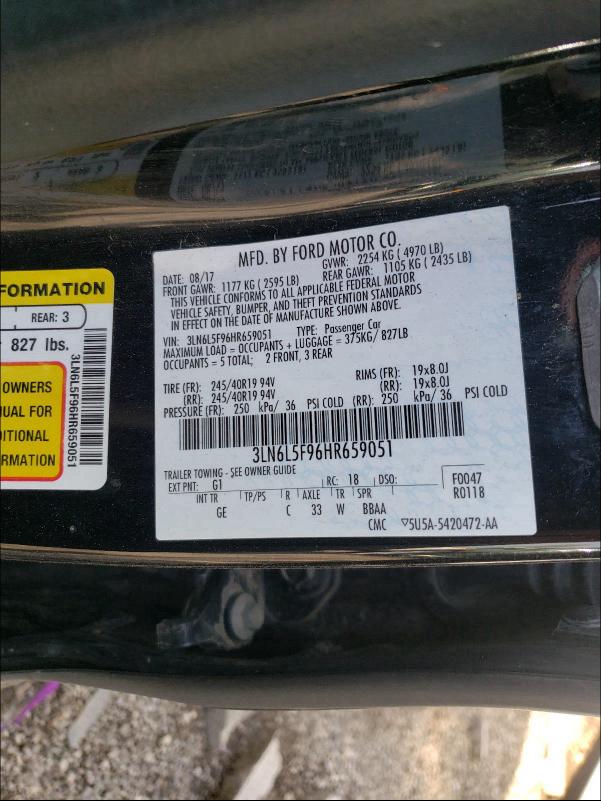 MFD. BY FORD MOTOR CO.
DATE: 08/17 GVWR: 2254 KG ( 4970 LB)
FRONT GAWR: 1177 KG ( 2595 LB) REAR GAWR: 1105 KG ( 2435 LB)
THIS VEHICLE CONFORMS TO ALL APPLICABLE FEDERAL MOTOR
VEHICLE SAFETY, BUMPER, AND THEFT PREVENTION STANDARDS
IN EFFECT ON THE DATE OF MANUFACTURE SHOWN ABOVE.
VIN: 3LN6L5F96HR659051 TYPE: Passenger Car
MAXIMUM LOAD = OCCUPANTS + LUGGAGE = 375KG/ 827LB
OCCUPANTS = 5 TOTAL; 2 FRONT, 3 REAR
TIRE (FR): 245/40R19 94V RIMS (FR): 19x8.0J
(RR): 245/40R19 94V (RR): 19x8.0J
PRESSURE (FR): 250 kPa/ 36 PSI COLD (RR): 250 kPa/ 36 PSI COLD
3LN6L5F96HR659051
TRAILER TOWING - SEE OWNER GUIDE
EXT PNT: G1 RC: 18 DSO: F0047
INT TR TP/PS R AXLE TR SPR R0118
GE C 33 W BBAA
CMC ▽5U5A-5420472-AA
FORMATION
REAR: 3
827 lbs.
OWNERS
UAL FOR
DITIONAL
RMATION
3LN6L5F96HR659051